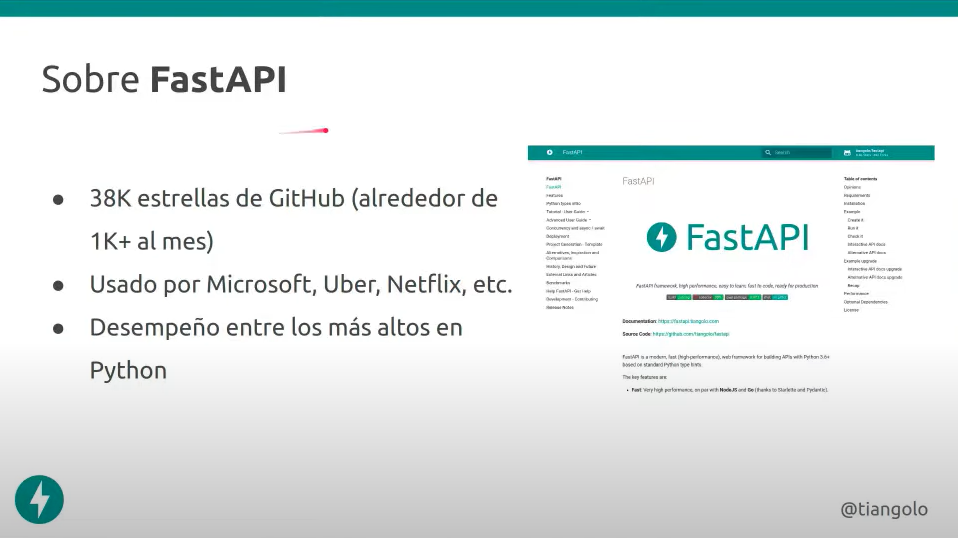 Sobre FastAPI
38K estrellas de GitHub (alrededor de
1K+ al mes)
Usado por Microsoft, Uber, Netflix, etc.
Desempeño entre los más altos en
Python
FastAPI
Search
tiangolo/fastapi
FastAPI
FastAPI
Features
Python types intro
Tutorial - User Guide
Advanced User Guide
Concurrency and async / await
Deployment
Project Generation - Template
Alternatives, Inspiration and
Comparisons
History, Design and Future
External Links and Articles
Benchmarks
Help FastAPI - Get Help
Development - Contributing
Release Notes
FastAPI
FastAPI
FastAPI framework, high performance, easy to learn, fast to code, ready for production
Documentation: https://fastapi.tiangolo.com
Source Code: https://github.com/tiangolo/fastapi
FastAPI is a modern, fast (high-performance), web framework for building APIs with Python 3.6+
based on standard Python type hints.
The key features are:
Fast: Very high performance, on par with NodeJS and Go (thanks to Starlette and Pydantic).
Table of contents
Opinions
Requirements
Installation
Example
Create it
Run it
Check it
Interactive API docs
Alternative API docs
Example upgrade
Interactive API docs upgrade
Alternative API docs upgrade
Recap
Performance
Optional Dependencies
License
@tiangolo